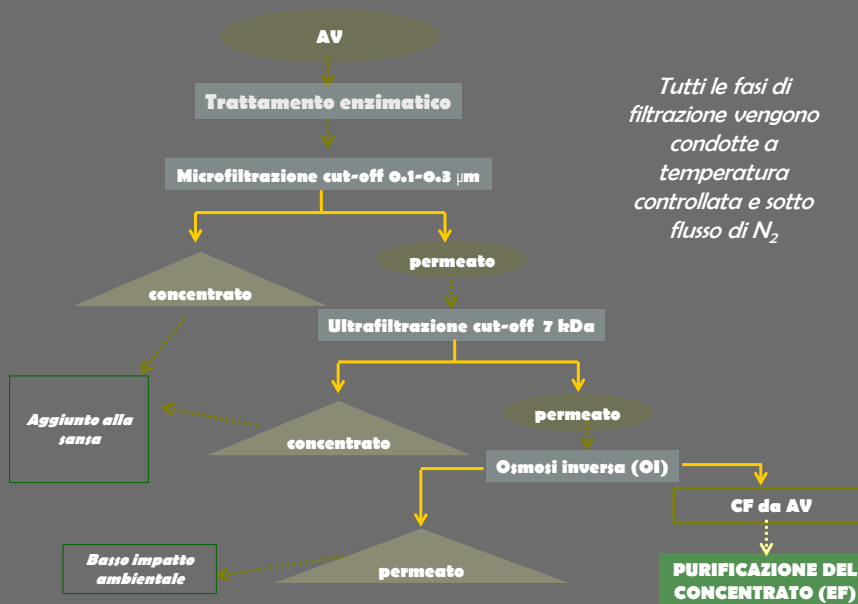 AV
Trattamento enzimatico
Tutti le fasi di
filtrazione vengono
condotte a
temperatura
controllata e sotto
flusso di N₂
Microfiltrazione cut-off 0.1-0.3 µm
concentrato
permeato
Ultrafiltrazione cut-off 7 kDa
Aggiunto alla
sansa
concentrato
permeato
Osmosi inversa (OI)
CF da AV
Basso impatto
ambientale
permeato
PURIFICAZIONE DEL
CONCENTRATO (EF)